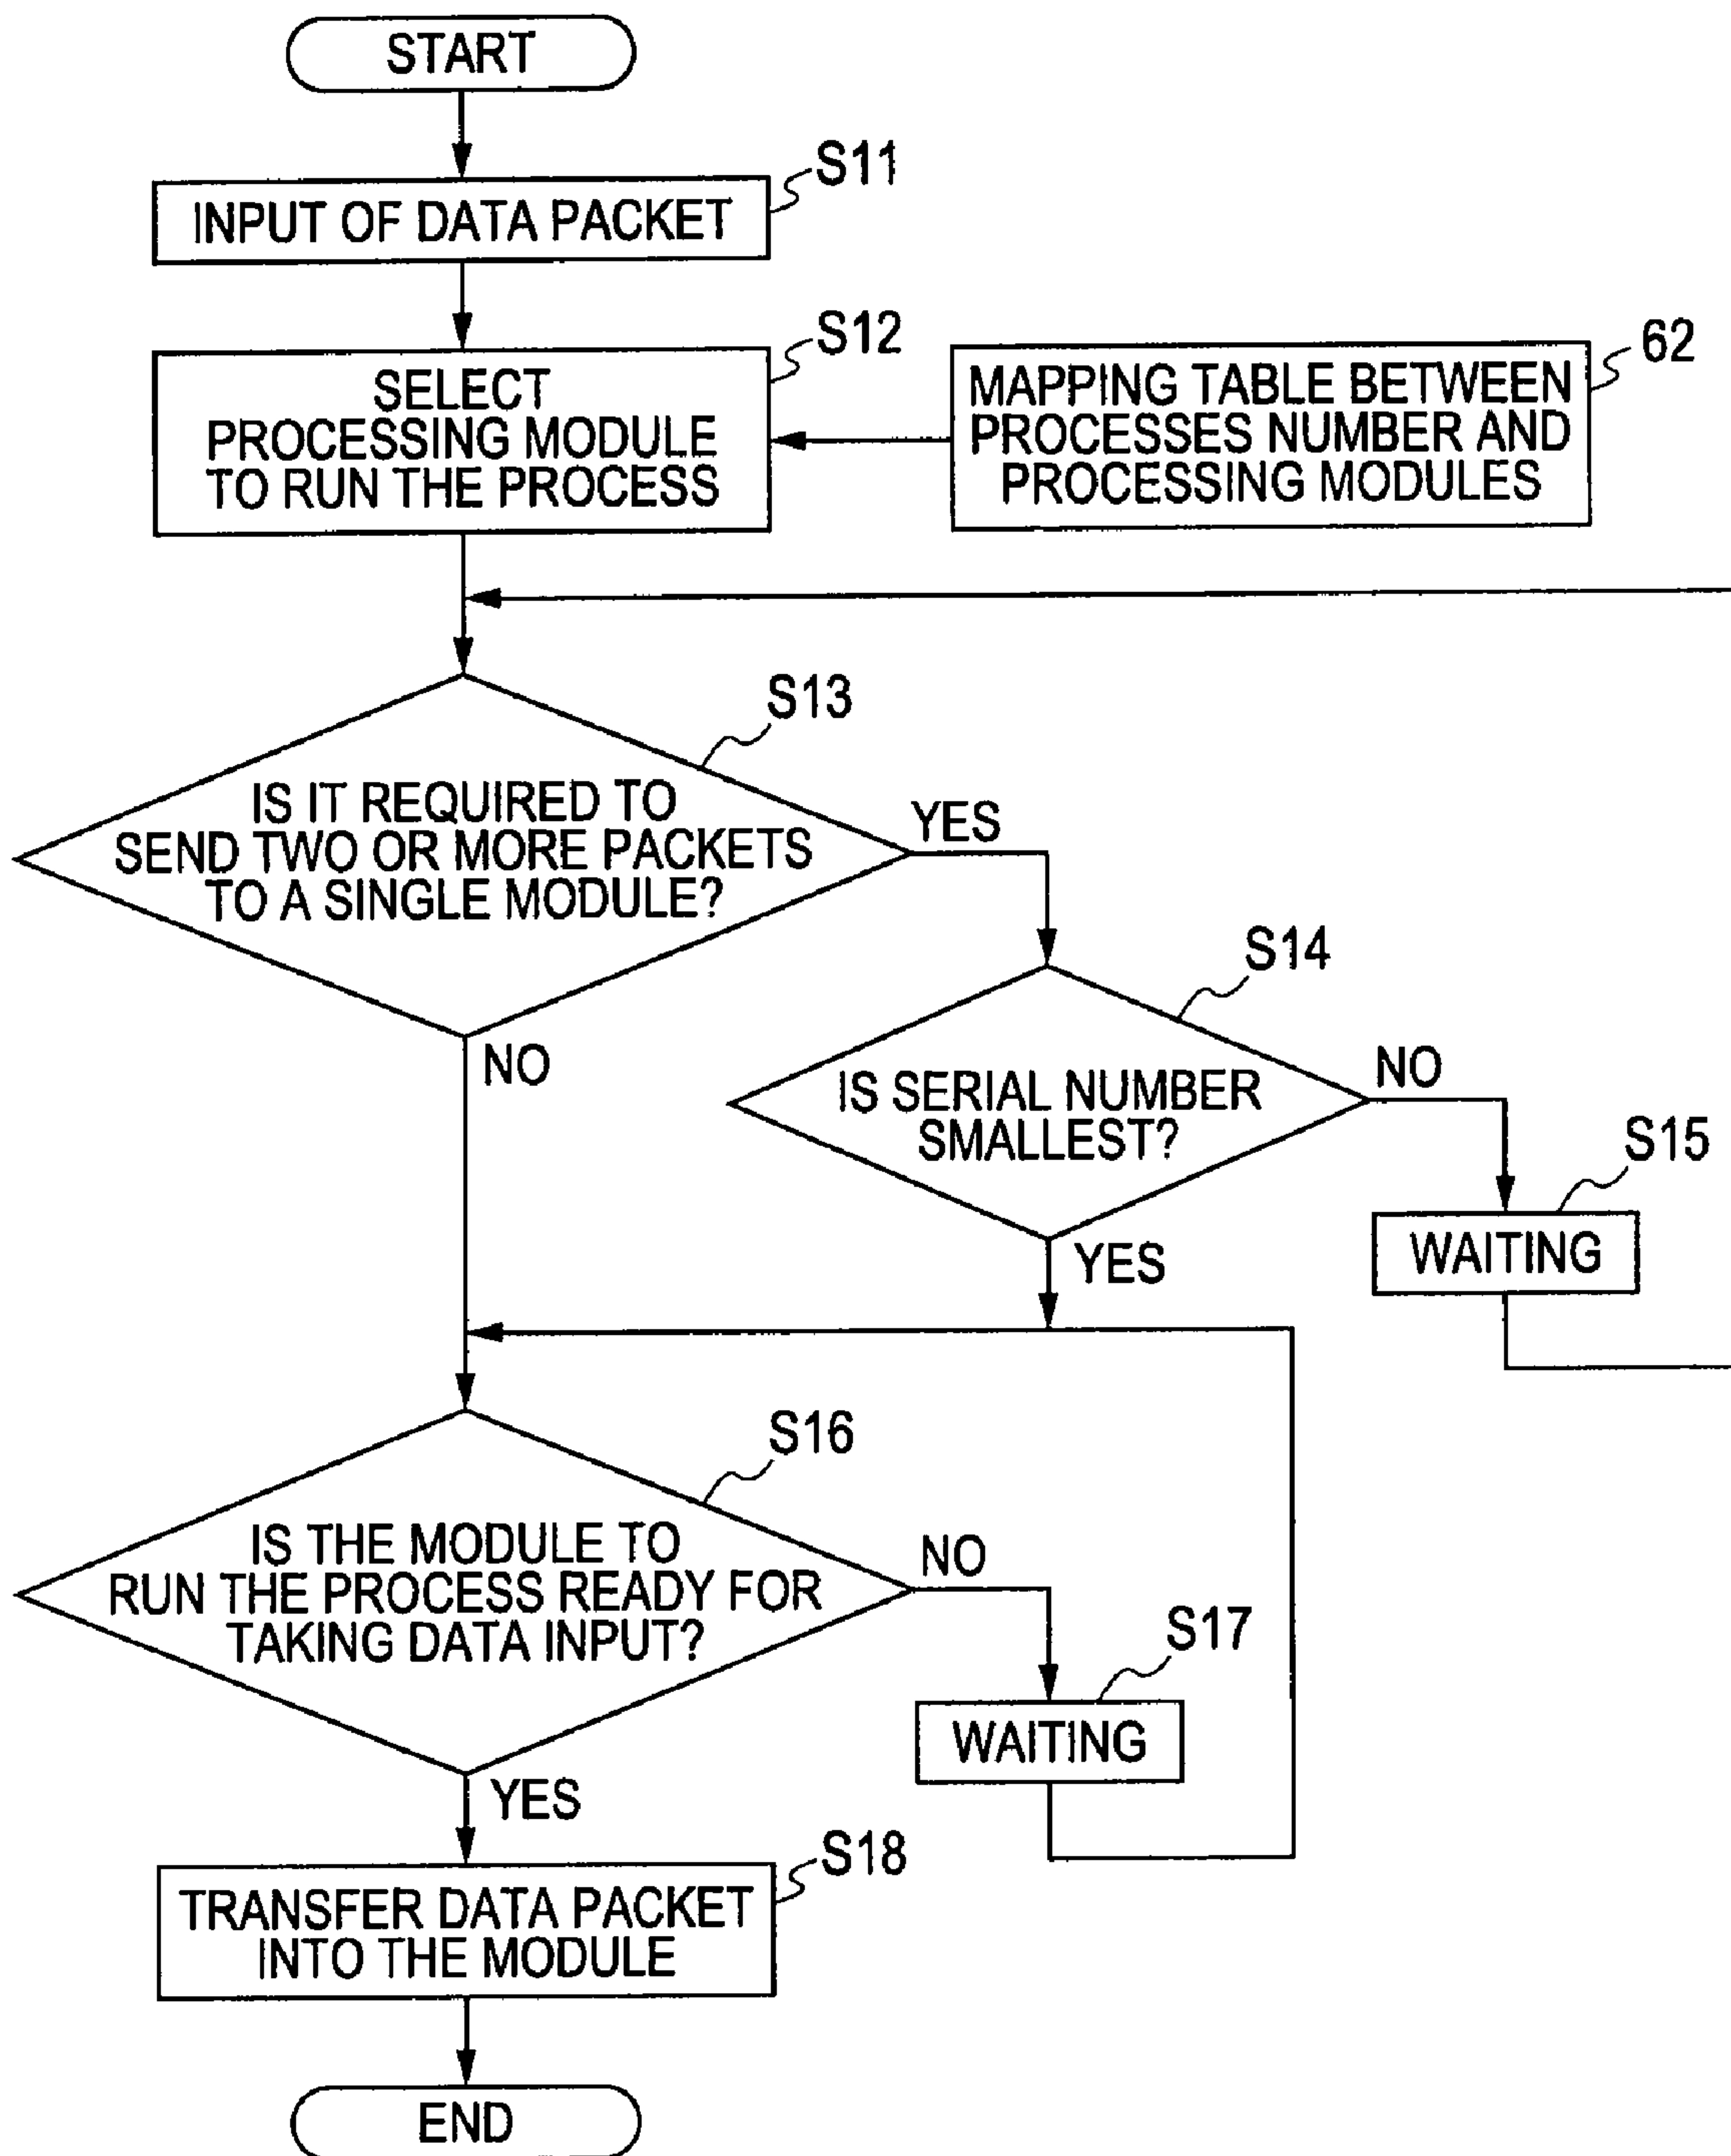 START
S11
INPUT OF DATA PACKET
S12
SELECT
PROCESSING MODULE
TO RUN THE PROCESS
62
MAPPING TABLE BETWEEN
PROCESSES NUMBER AND
PROCESSING MODULES
S13
IS IT REQUIRED TO
SEND TWO OR MORE PACKETS
TO A SINGLE MODULE?
YES
NO
S14
IS SERIAL NUMBER
SMALLEST?
NO
YES
S15
WAITING
S16
IS THE MODULE TO
RUN THE PROCESS READY FOR
TAKING DATA INPUT?
NO
YES
S17
WAITING
S18
TRANSFER DATA PACKET
INTO THE MODULE
END